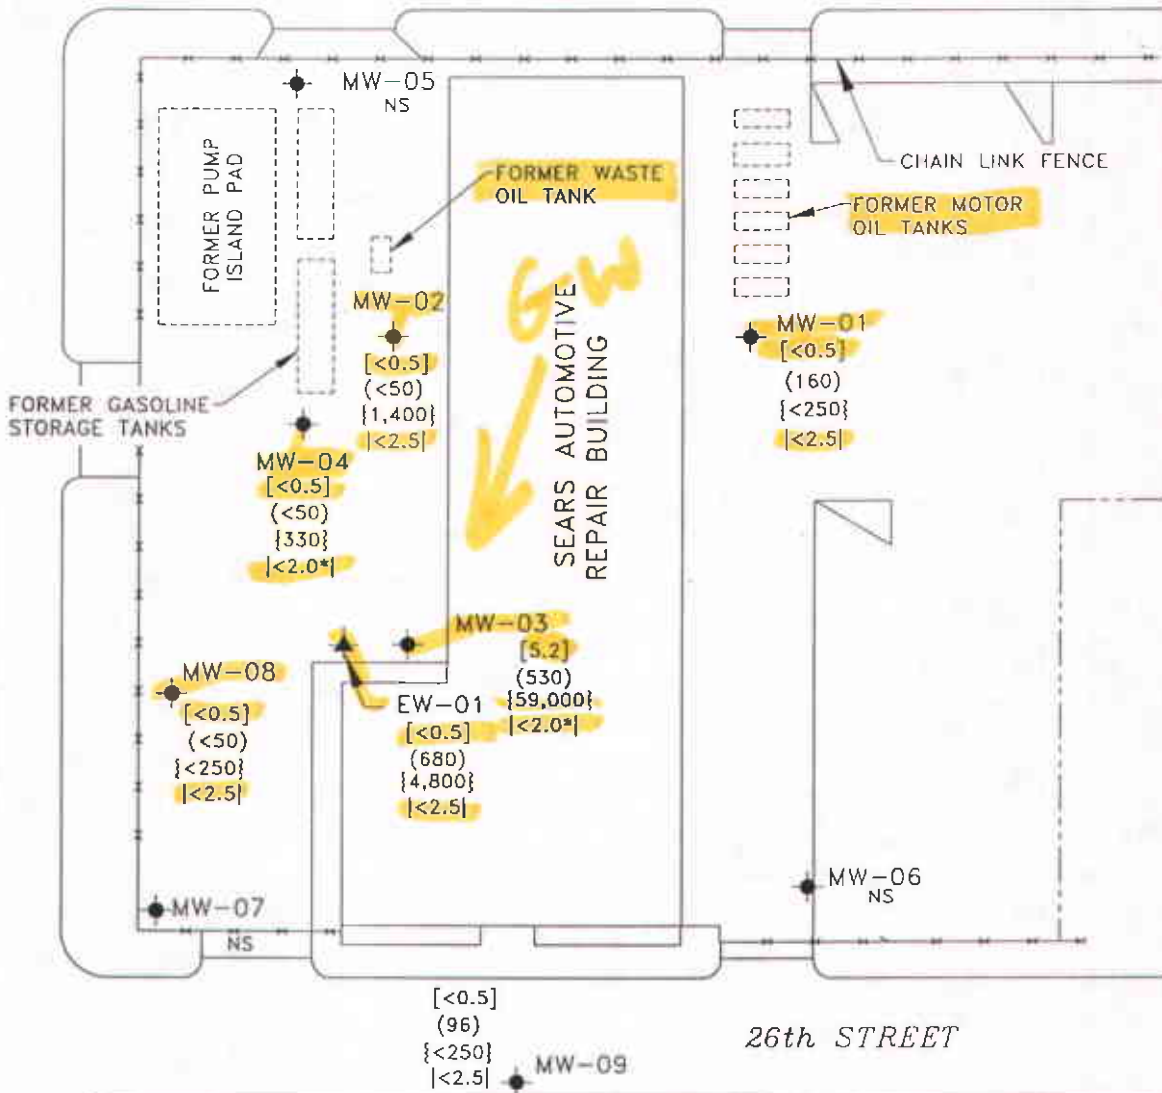 MW-05
NS
FORMER PUMP
ISLAND PAD
FORMER WASTE
OIL TANK
CHAIN LINK FENCE
FORMER MOTOR
OIL TANKS
G-W
SEARS AUTOMOTIVE
REPAIR BUILDING
MW-02
[<0.5]
(<50)
{1,400}
|<2.5|
MW-01
[<0.5]
(160)
{<250}
|<2.5|
FORMER GASOLINE
STORAGE TANKS
MW-04
[<0.5]
(<50)
{330}
|<2.0*|
MW-03
[5.2]
(530)
{59,000}
|<2.0*|
MW-08
[<0.5]
(<50)
{<250}
|<2.5|
EW-01
[<0.5]
(680)
{4,800}
|<2.5|
MW-06
NS
MW-07
NS
[<0.5]
(96)
{<250}
|<2.5|
MW-09
26th STREET